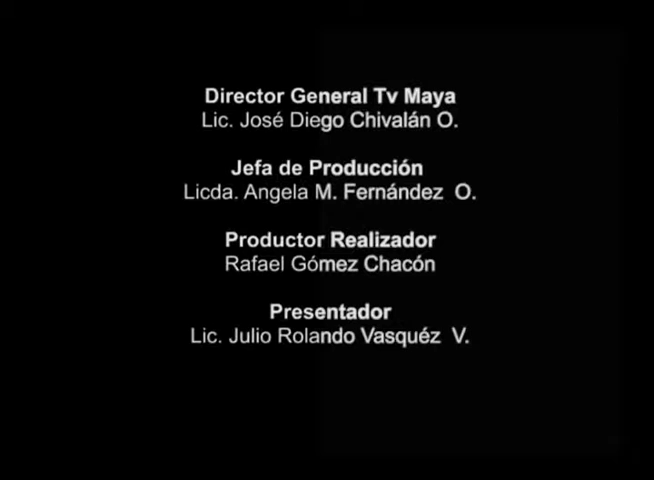 Director General Tv Maya
Lic. José Diego Chivalán O.
Jefa de Producción
Licda. Angela M. Fernández O.
Productor Realizador
Rafael Gómez Chacón
Presentador
Lic. Julio Rolando Vasquéz V.